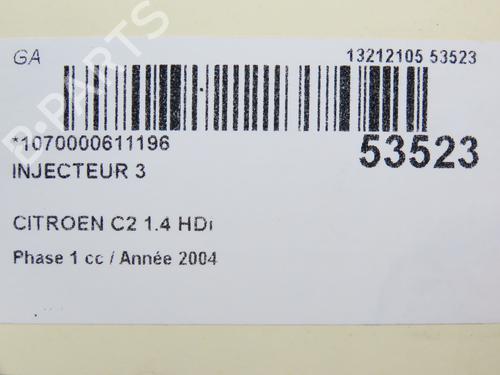 GA
13212105 53523
*1070000611196
53523
INJECTEUR 3
CITROEN C2 1.4 HDi
Phase 1 cc / Année 2004
B-PARTS